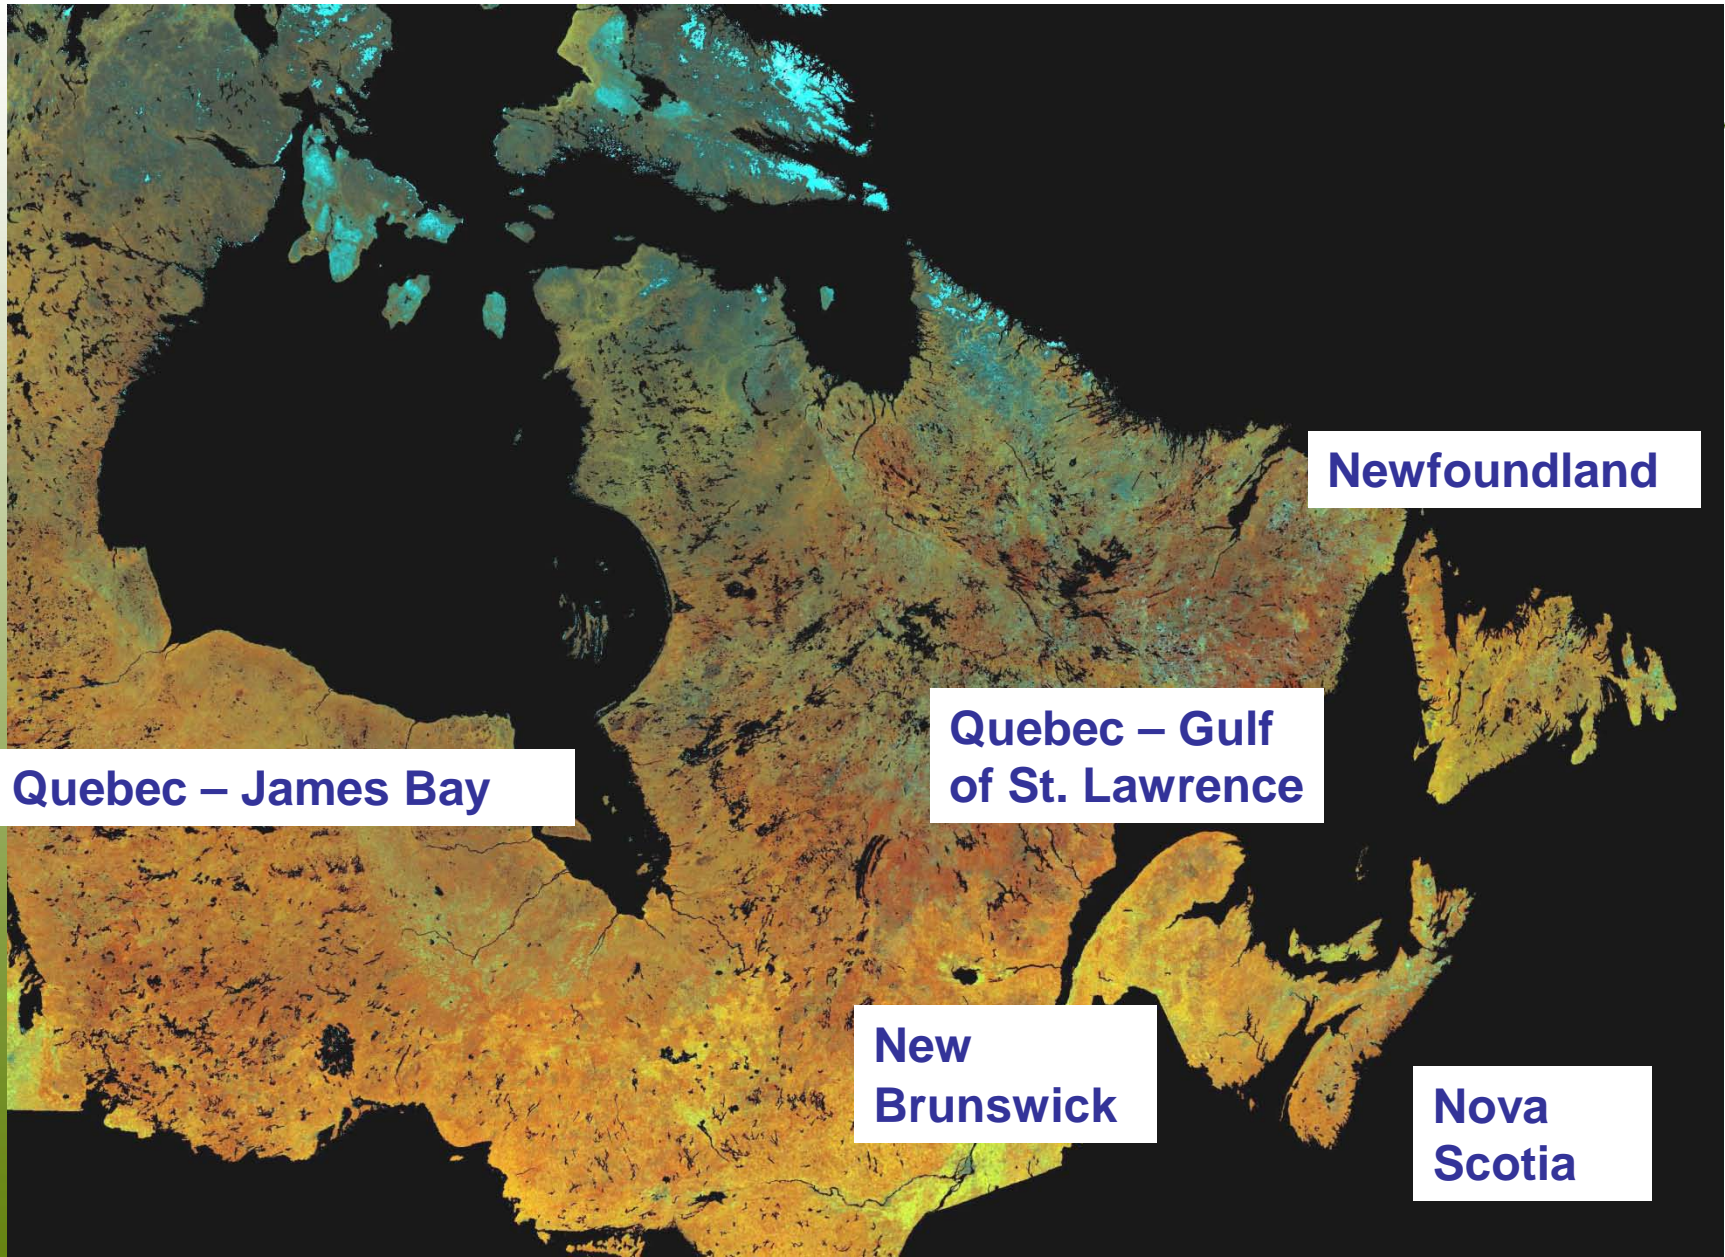 Newfoundland
Quebec – Gulf
of St. Lawrence
Quebec – James Bay
New
Brunswick
Nova
Scotia